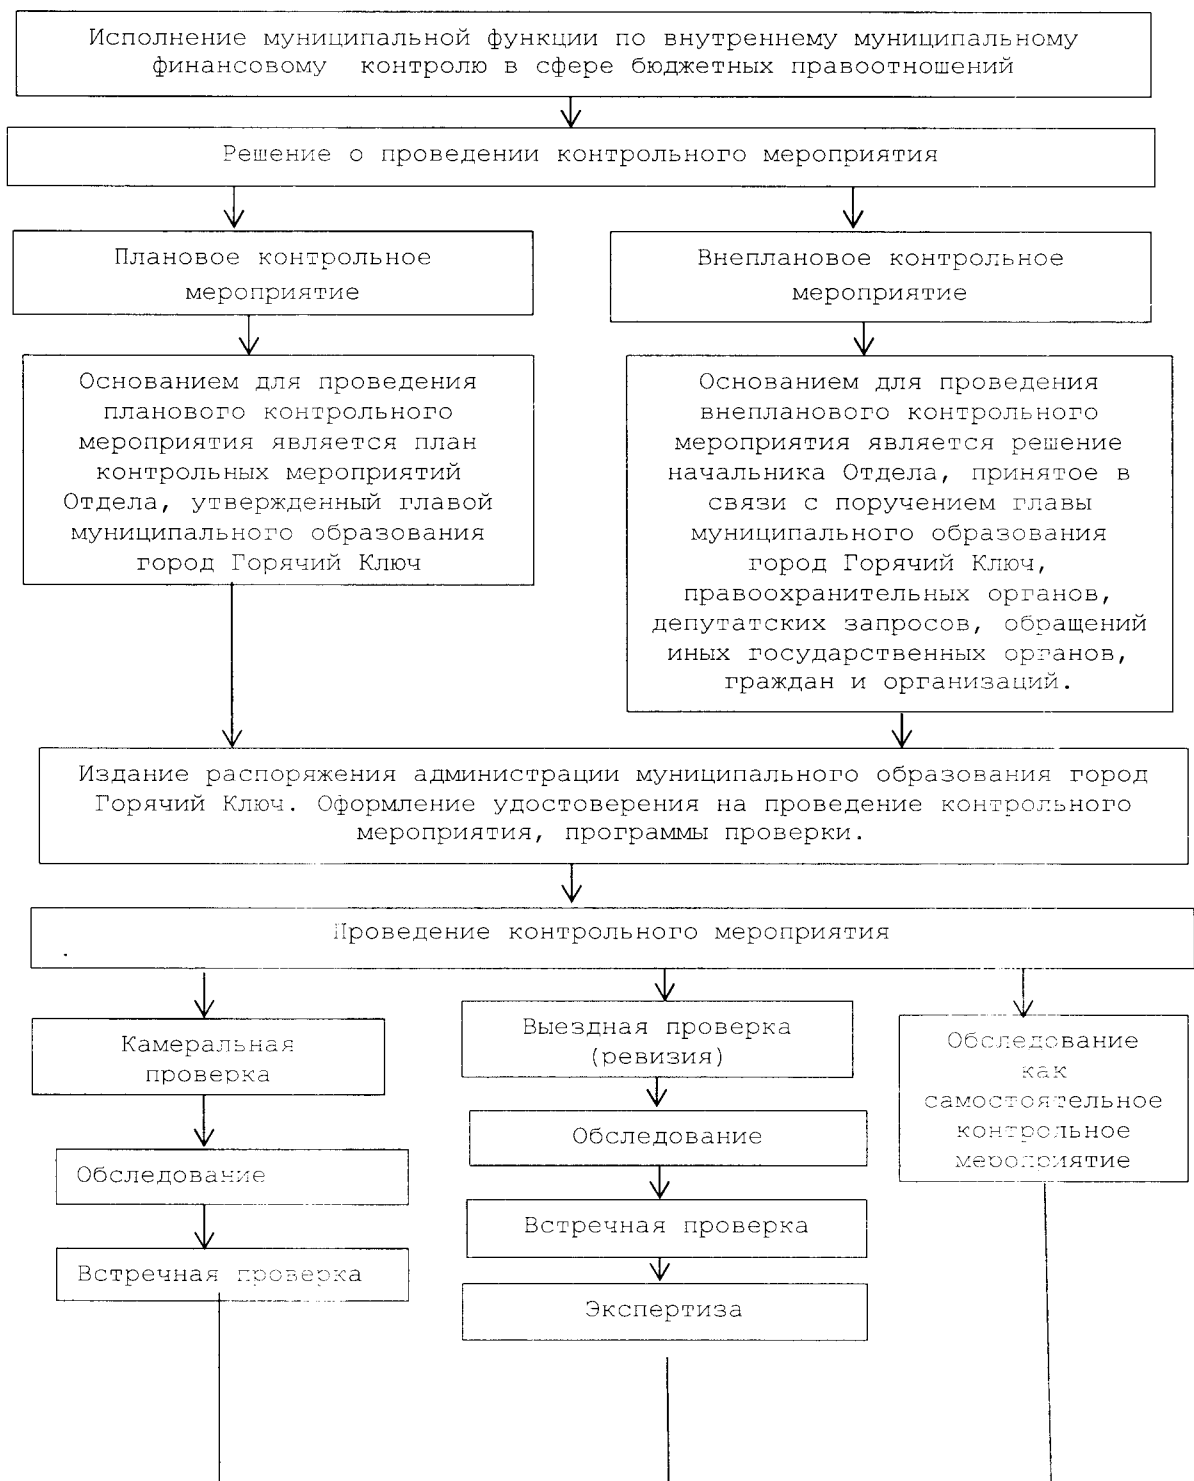 Исполнение муниципальной функции по внутреннему муниципальному
финансовому контролю в сфере бюджетных правоотношений
Решение о проведении контрольного мероприятия
Плановое контрольное
мероприятие
Внеплановое контрольное
мероприятие
Основанием для проведения
планового контрольного
мероприятия является план
контрольных мероприятий
Отдела, утвержденный главой
муниципального образования
город Горячий Ключ
Основанием для проведения
внепланового контрольного
мероприятия является решение
начальника Отдела, принятое в
связи с поручением главы
муниципального образования
город Горячий Ключ,
правоохранительных органов,
депутатских запросов, обращений
иных государственных органов,
граждан и организаций.
Издание распоряжения администрации муниципального образования город
Горячий Ключ. Оформление удостоверения на проведение контрольного
мероприятия, программы проверки.
Проведение контрольного мероприятия
Камеральная
проверка
Обследование
Встречная проверка
Выездная проверка
(ревизия)
Обследование
Встречная проверка
Экспертиза
Обследование
как
самостоятельное
контрольное
мероприятие